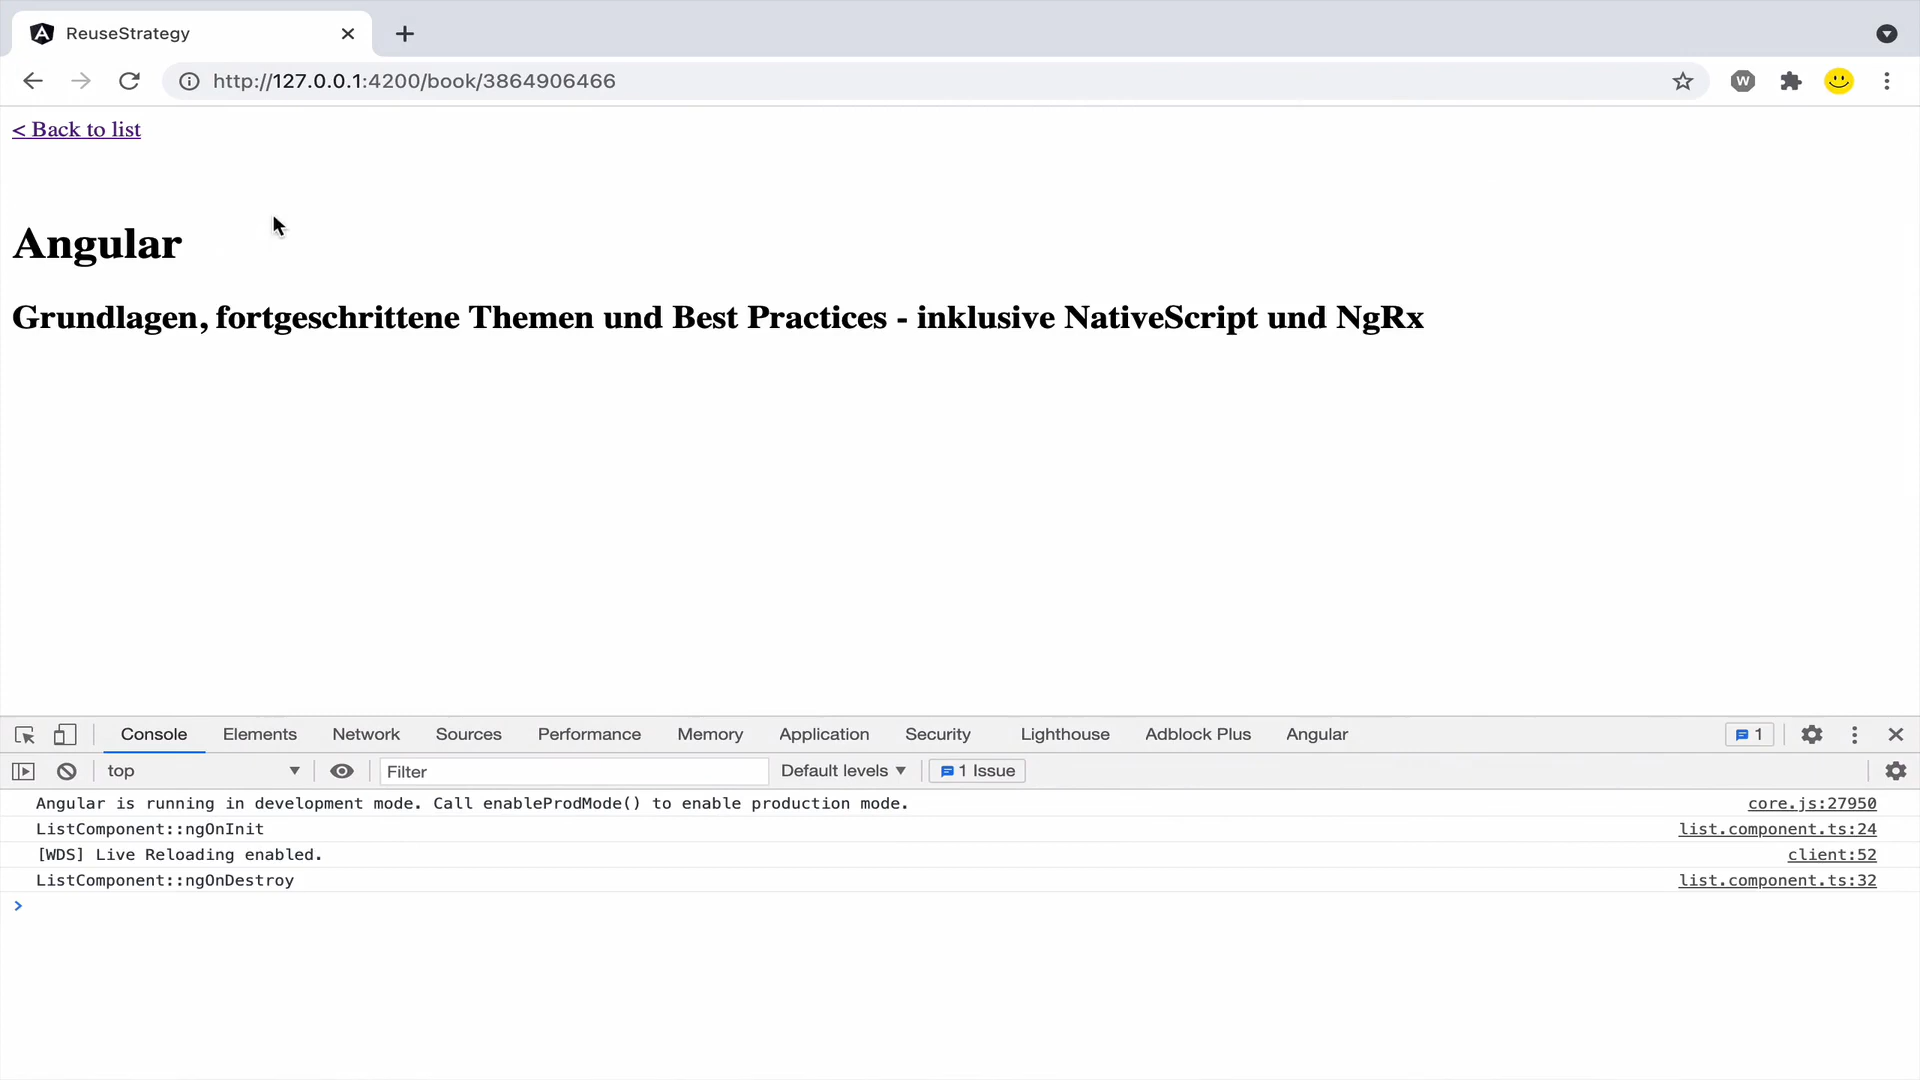 ReuseStrategy
http://127.0.0.1:4200/book/3864906466
W
< Back to list
Angular
Grundlagen, fortgeschrittene Themen und Best Practices - inklusive NativeScript und NgRx
Console Elements Network Sources Performance Memory Application Security Lighthouse Adblock Plus Angular 1
top Filter Default levels 1 Issue
Angular is running in development mode. Call enableProdMode() to enable production mode. core.js:27950
ListComponent::ngOnInit list.component.ts:24
[WDS] Live Reloading enabled. client:52
ListComponent::ngOnDestroy list.component.ts:32
>